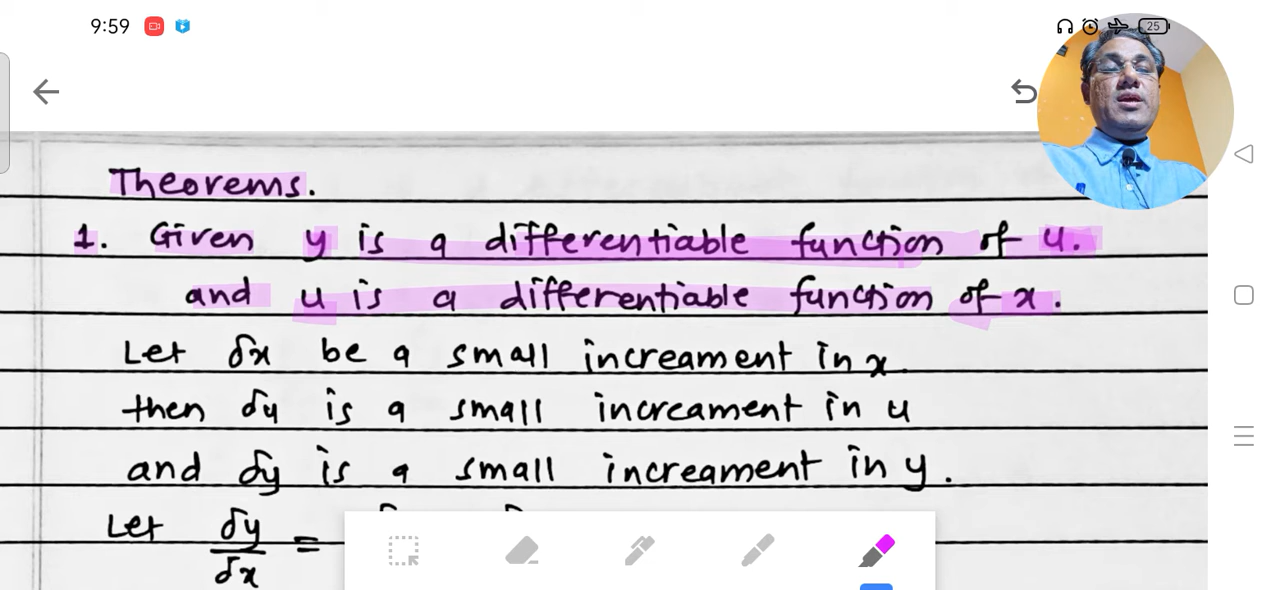 9:59
25
Theorems.
1. Given y is a differentiable function of u.
and u is a differentiable function of x.
Let δx be a small increament in x.
then δu is a small increament in u
and δy is a small increament in y.
Let δy/δx =